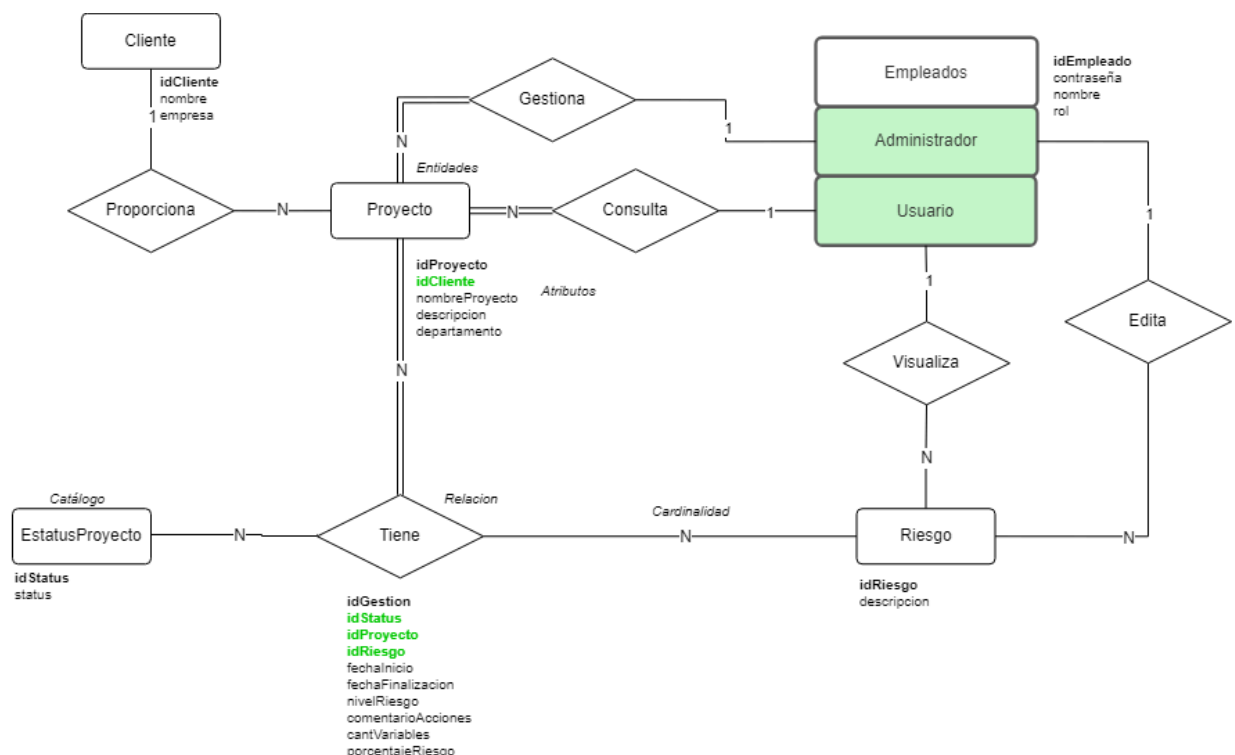 Cliente
idCliente
nombre
empresa
1
Proporciona
N
Gestiona
N
1
Entidades
Proyecto
N
Consulta
1
Empleados
Administrador
Usuario
idEmpleado
contraseña
nombre
rol
idProyecto
idCliente
nombreProyecto
descripcion
departamento
Atributos
1
Visualiza
N
1
Edita
N
N
Catálogo
EstatusProyecto
idStatus
status
N
Relacion
Tiene
Cardinalidad
N
Riesgo
idRiesgo
descripcion
idGestion
idStatus
idProyecto
idRiesgo
fechaInicio
fechaFinalizacion
nivelRiesgo
comentarioAcciones
cantVariables
porcentajeRiesgo